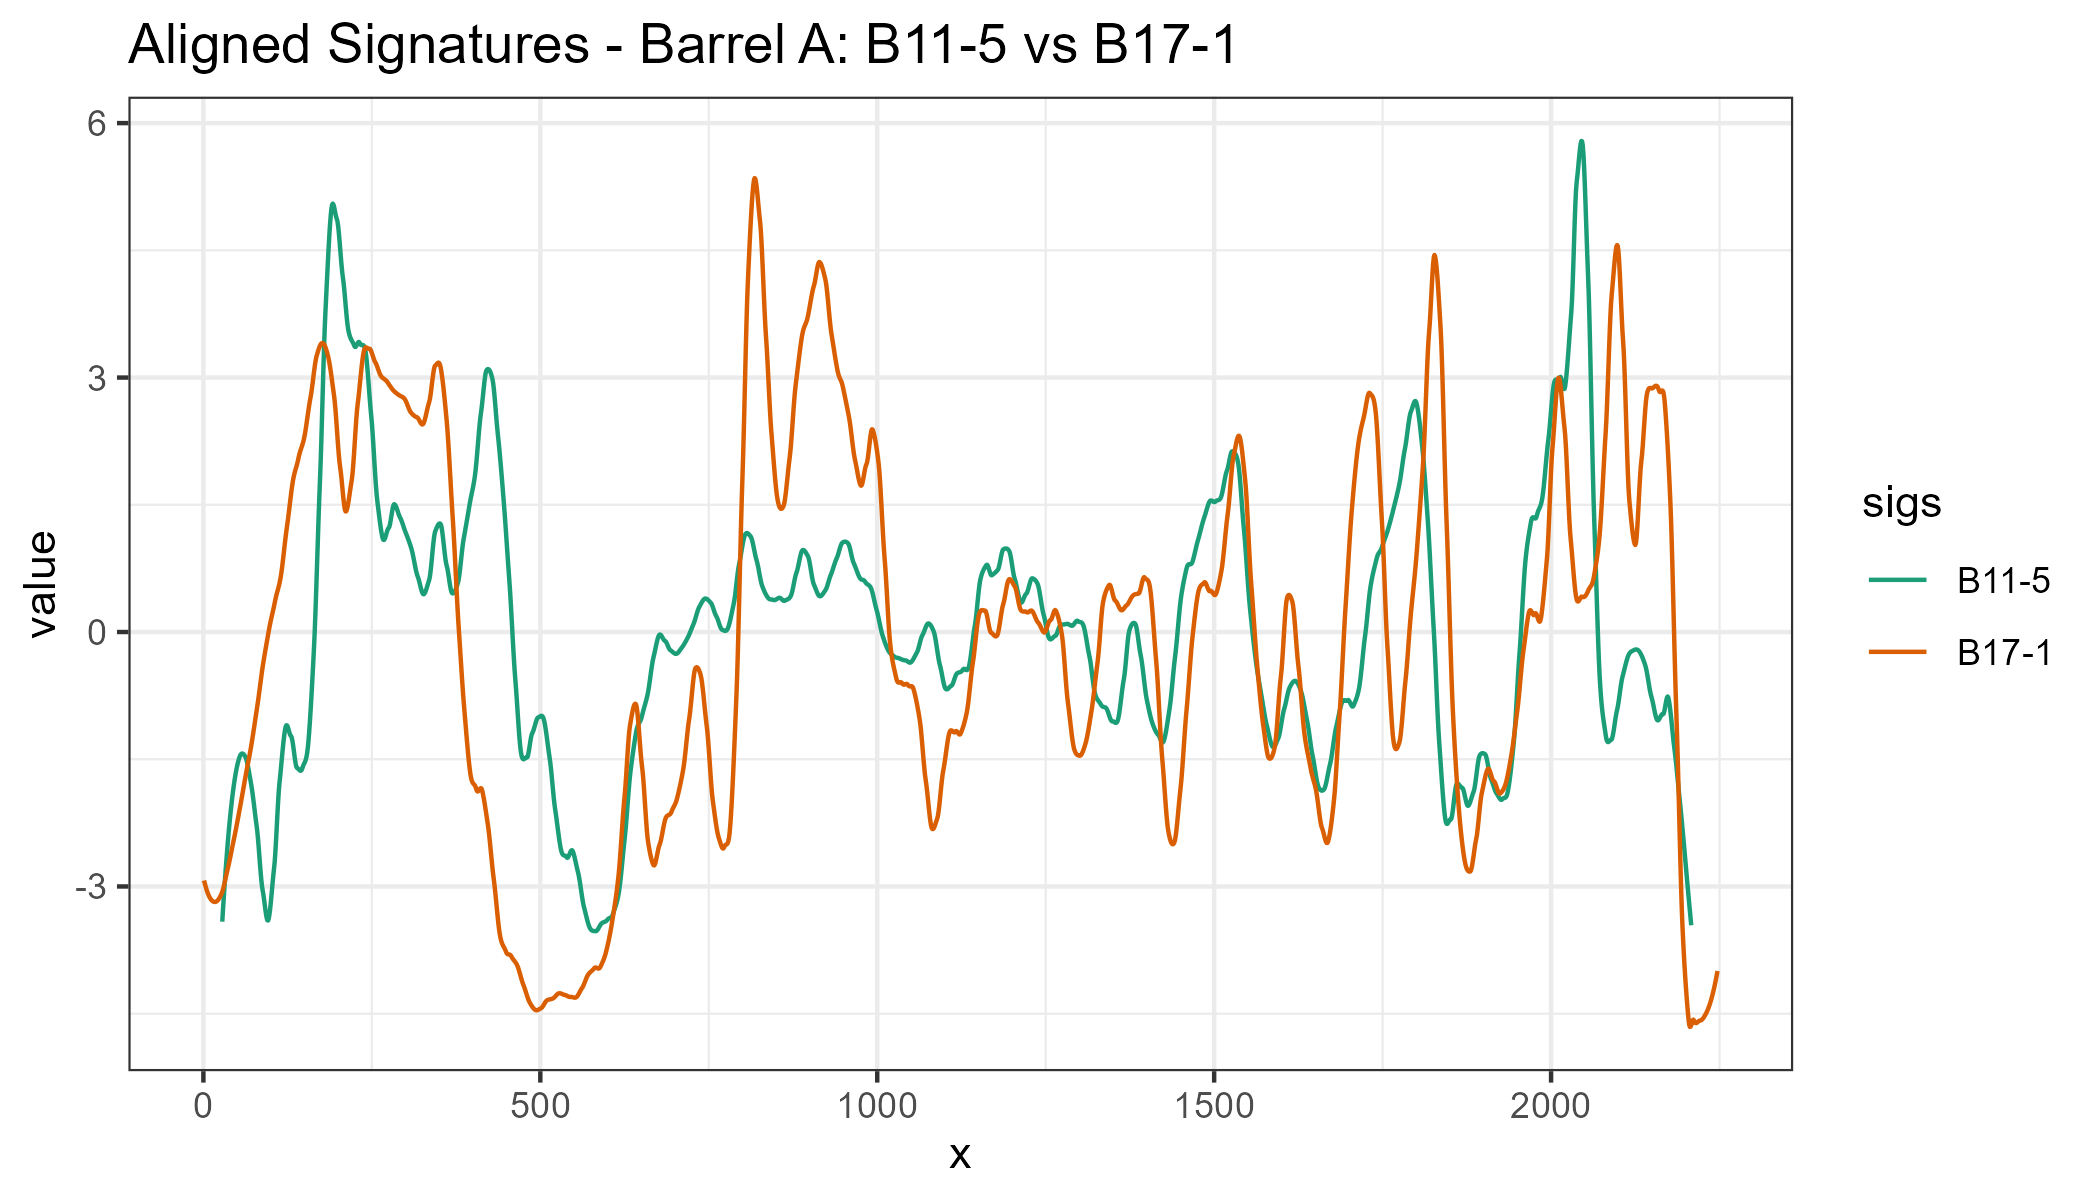 Aligned Signatures - Barrel A: B11-5 vs B17-1
6
3
0
-3
value
0 500 1000 1500 2000
x
sigs
B11-5
B17-1